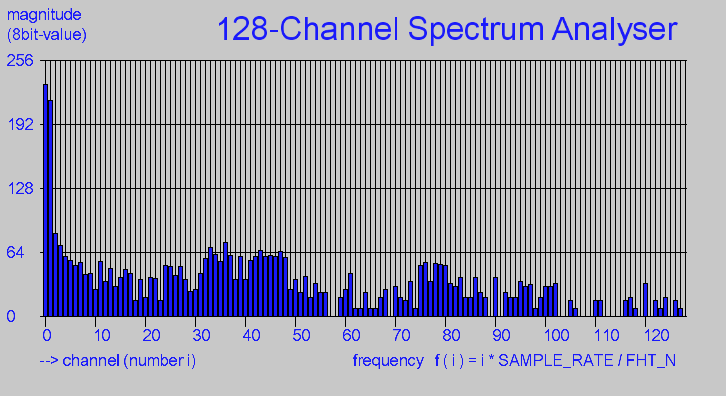 magnitude
(8bit-value)
128-Channel Spectrum Analyser
256
192
128
64
0
0 10 20 30 40 50 60 70 80 90 100 110 120
--> channel (number i)
frequency f ( i ) = i * SAMPLE_RATE / FHT_N